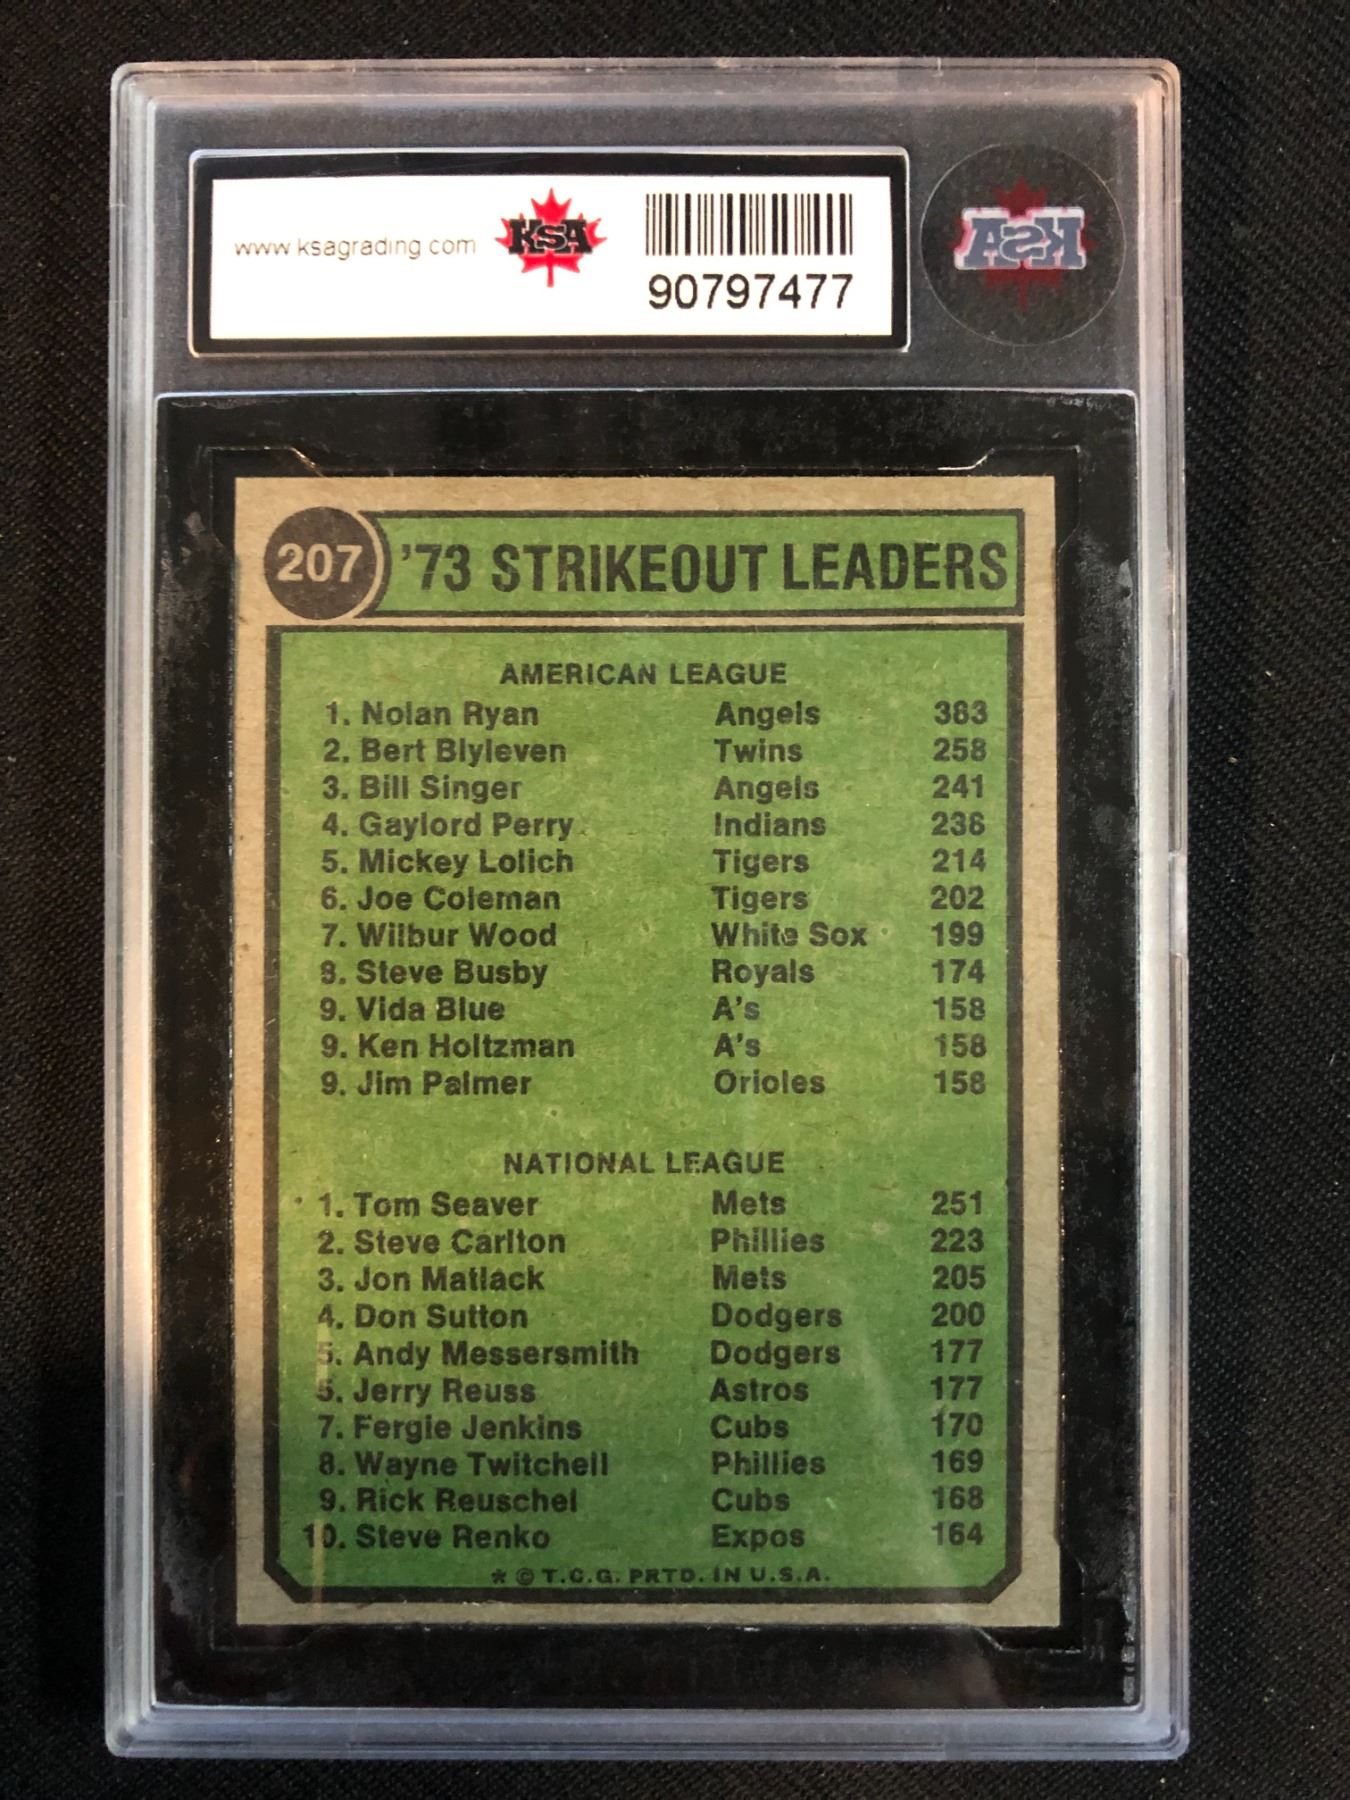 www.ksagrading.com KSA
90797477
KSA
207 '73 STRIKEOUT LEADERS
AMERICAN LEAGUE
1. Nolan Ryan Angels 383
2. Bert Blyleven Twins 258
3. Bill Singer Angels 241
4. Gaylord Perry Indians 238
5. Mickey Lolich Tigers 214
6. Joe Coleman Tigers 202
7. Wilbur Wood White Sox 199
8. Steve Busby Royals 174
9. Vida Blue A's 158
9. Ken Holtzman A's 158
9. Jim Palmer Orioles 158
NATIONAL LEAGUE
1. Tom Seaver Mets 251
2. Steve Carlton Phillies 223
3. Jon Matlack Mets 205
4. Don Sutton Dodgers 200
5. Andy Messersmith Dodgers 177
5. Jerry Reuss Astros 177
7. Fergie Jenkins Cubs 170
8. Wayne Twitchell Phillies 169
9. Rick Reuschel Cubs 168
10. Steve Renko Expos 164
* © T.C.G. PRTD. IN U.S.A.